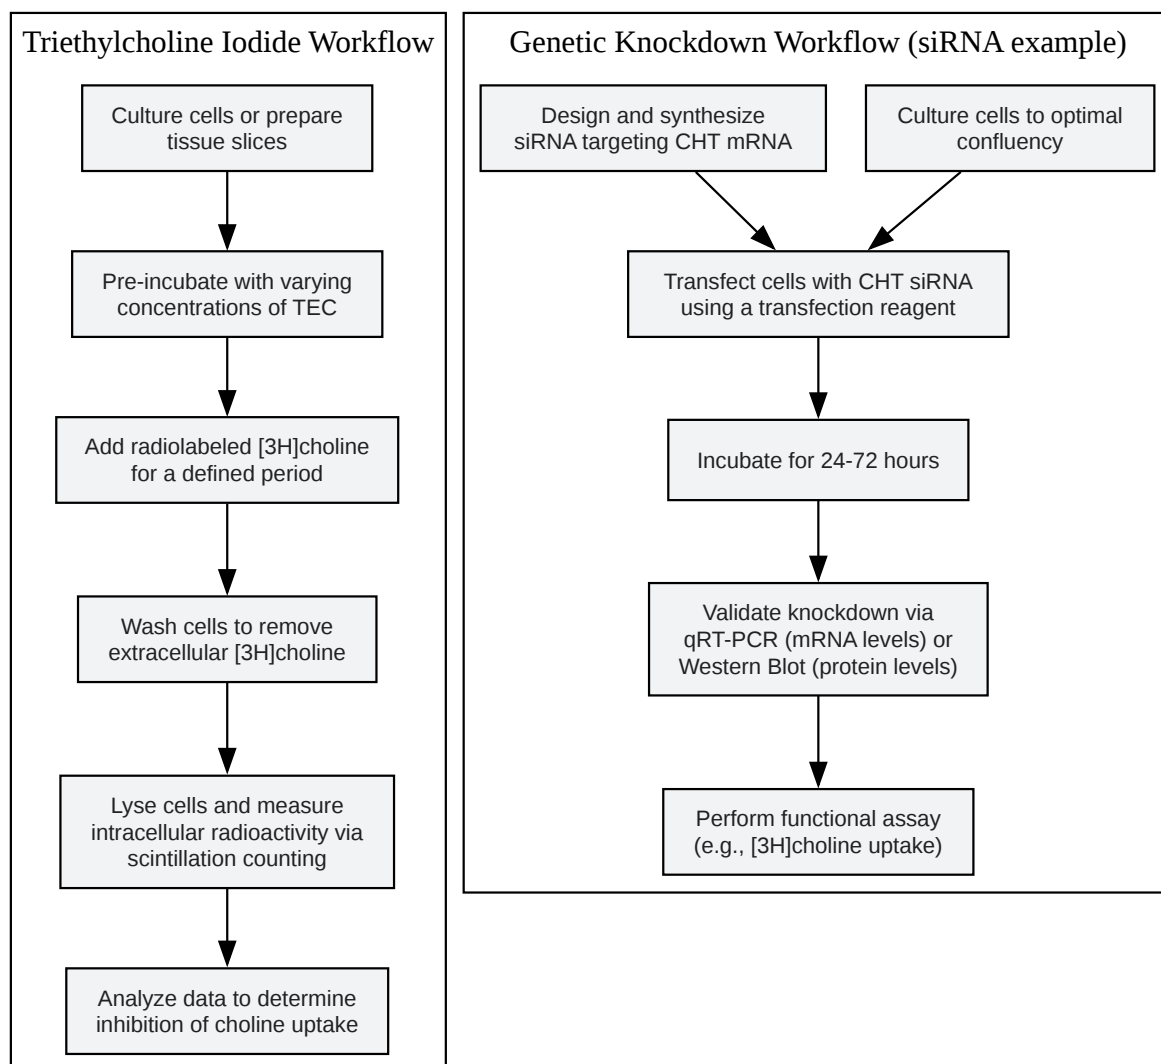 Triethylcholine Iodide Workflow
Culture cells or prepare
tissue slices
Pre-incubate with varying
concentrations of TEC
Add radiolabeled [3H]choline
for a defined period
Wash cells to remove
extracellular [3H]choline
Lyse cells and measure
intracellular radioactivity via
scintillation counting
Analyze data to determine
inhibition of choline uptake
Genetic Knockdown Workflow (siRNA example)
Design and synthesize
siRNA targeting CHT mRNA
Culture cells to optimal
confluency
Transfect cells with CHT siRNA
using a transfection reagent
Incubate for 24-72 hours
Validate knockdown via
qRT-PCR (mRNA levels) or
Western Blot (protein levels)
Perform functional assay
(e.g., [3H]choline uptake)